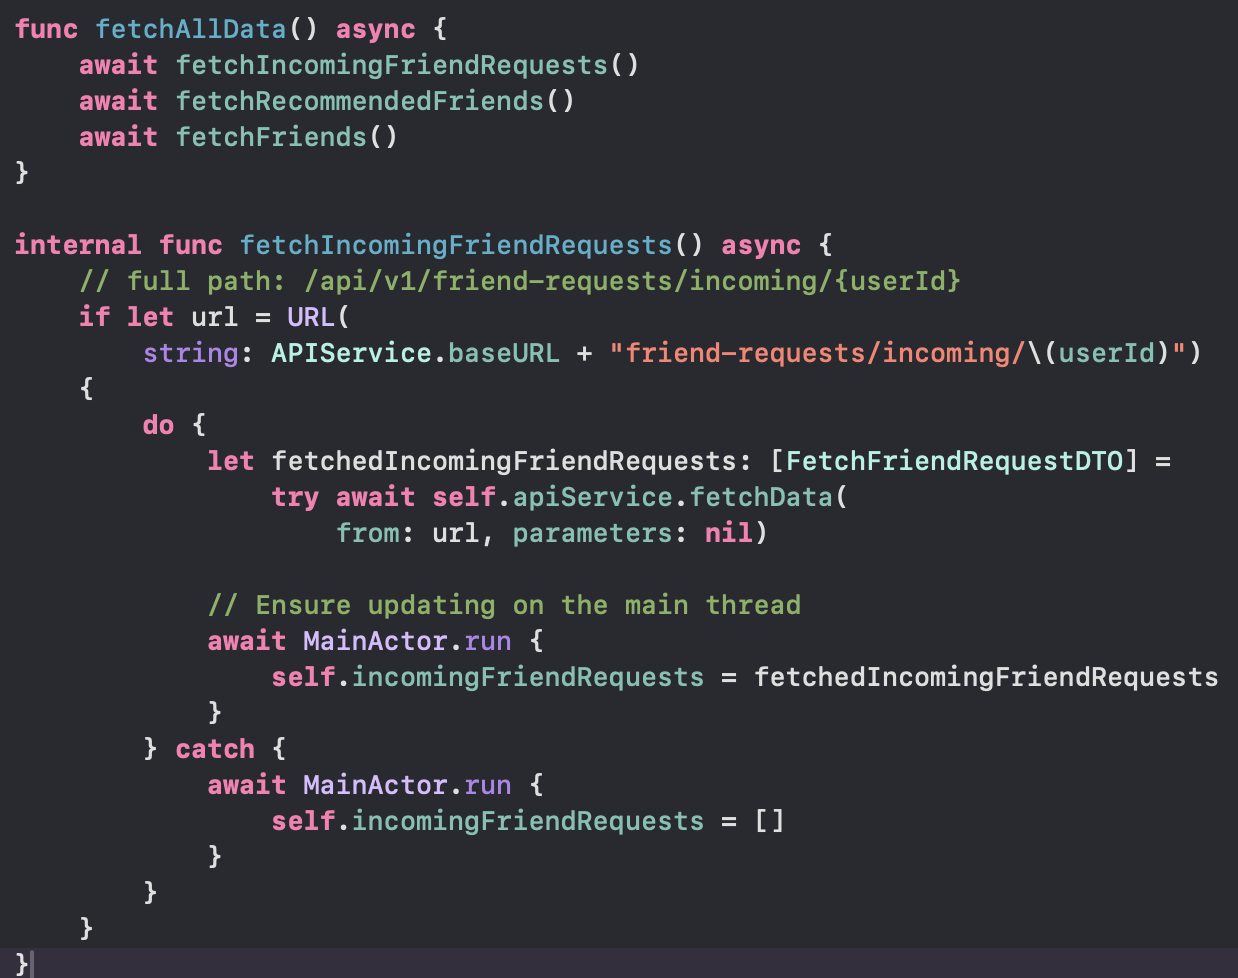 func fetchAllData() async {
    await fetchIncomingFriendRequests()
    await fetchRecommendedFriends()
    await fetchFriends()
}

internal func fetchIncomingFriendRequests() async {
    // full path: /api/v1/friend-requests/incoming/{userId}
    if let url = URL(
        string: APIService.baseURL + "friend-requests/incoming/\(userId)")
    {
        do {
            let fetchedIncomingFriendRequests: [FetchFriendRequestDTO] =
                try await self.apiService.fetchData(
                    from: url, parameters: nil)

            // Ensure updating on the main thread
            await MainActor.run {
                self.incomingFriendRequests = fetchedIncomingFriendRequests
            }
        } catch {
            await MainActor.run {
                self.incomingFriendRequests = []
            }
        }
    }
}